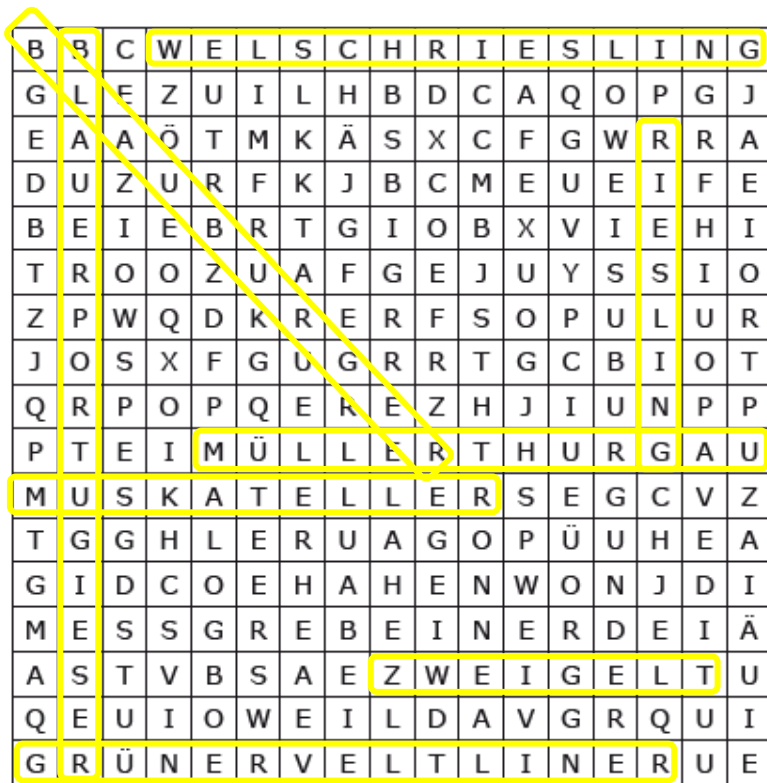 B B C W E L S C H R I E S L I N G
G L E Z U I L H B D C A Q O P G J
E A A Ö T M K Ä S X C F G W R R A
D U Z U R F K J B C M E U E I F E
B E I E B R T G I O B X V I E H I
T R O O Z U A F G E J U Y S S I O
Z P W Q D K R E R F S O P U L U R
J O S X F G U G R R T G C B I O T
Q R P O P Q E R E Z H J I U N P P
P T E I M Ü L L E R T H U R G A U
M U S K A T E L L E R S E G C V Z
T G G H L E R U A G O P Ü U H E A
G I D C O E H A H E N W O N J D I
M E S S G R E B E I N E R D E I Ä
A S T V B S A E Z W E I G E L T U
Q E U I O W E I L D A V G R Q U I
G R Ü N E R V E L T L I N E R U E